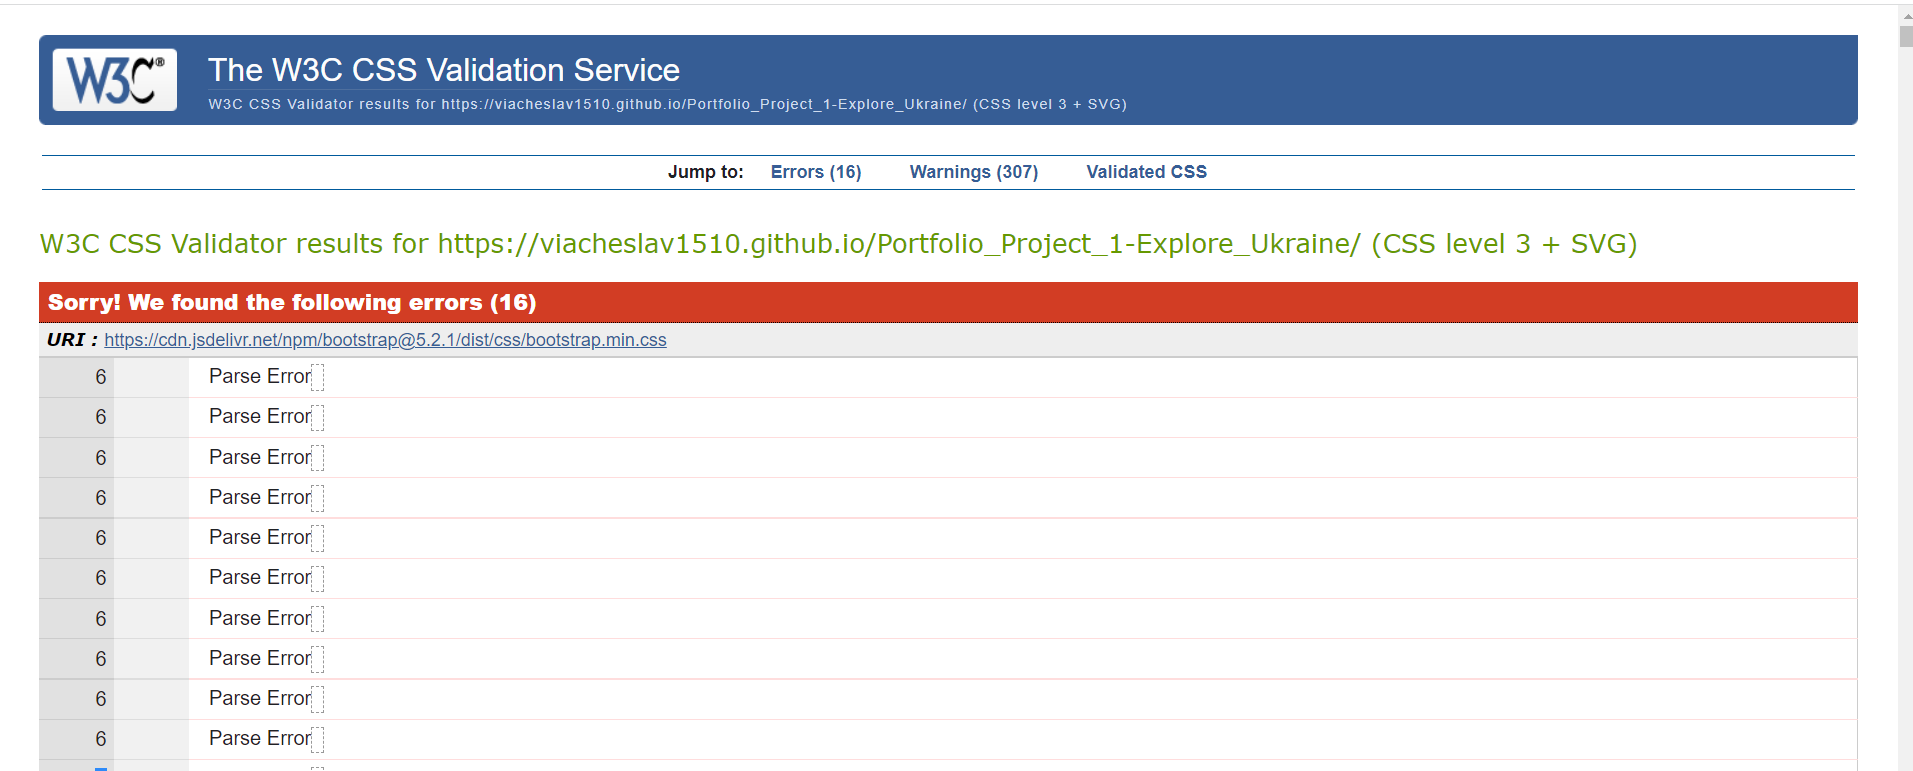 W3C®
The W3C CSS Validation Service
W3C CSS Validator results for https://viacheslav1510.github.io/Portfolio_Project_1-Explore_Ukraine/ (CSS level 3 + SVG)
Jump to: Errors (16) Warnings (307) Validated CSS
W3C CSS Validator results for https://viacheslav1510.github.io/Portfolio_Project_1-Explore_Ukraine/ (CSS level 3 + SVG)
Sorry! We found the following errors (16)
URI : https://cdn.jsdelivr.net/npm/bootstrap@5.2.1/dist/css/bootstrap.min.css
6 Parse Error
6 Parse Error
6 Parse Error
6 Parse Error
6 Parse Error
6 Parse Error
6 Parse Error
6 Parse Error
6 Parse Error
6 Parse Error